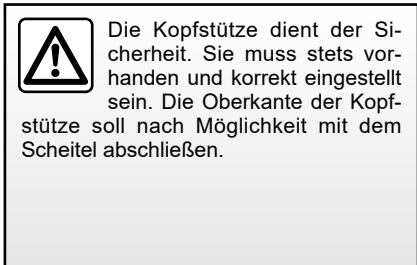 Die Kopfstütze dient der Si-
cherheit. Sie muss stets vor-
handen und korrekt eingestellt
sein. Die Oberkante der Kopf-
stütze soll nach Möglichkeit mit dem
Scheitel abschließen.